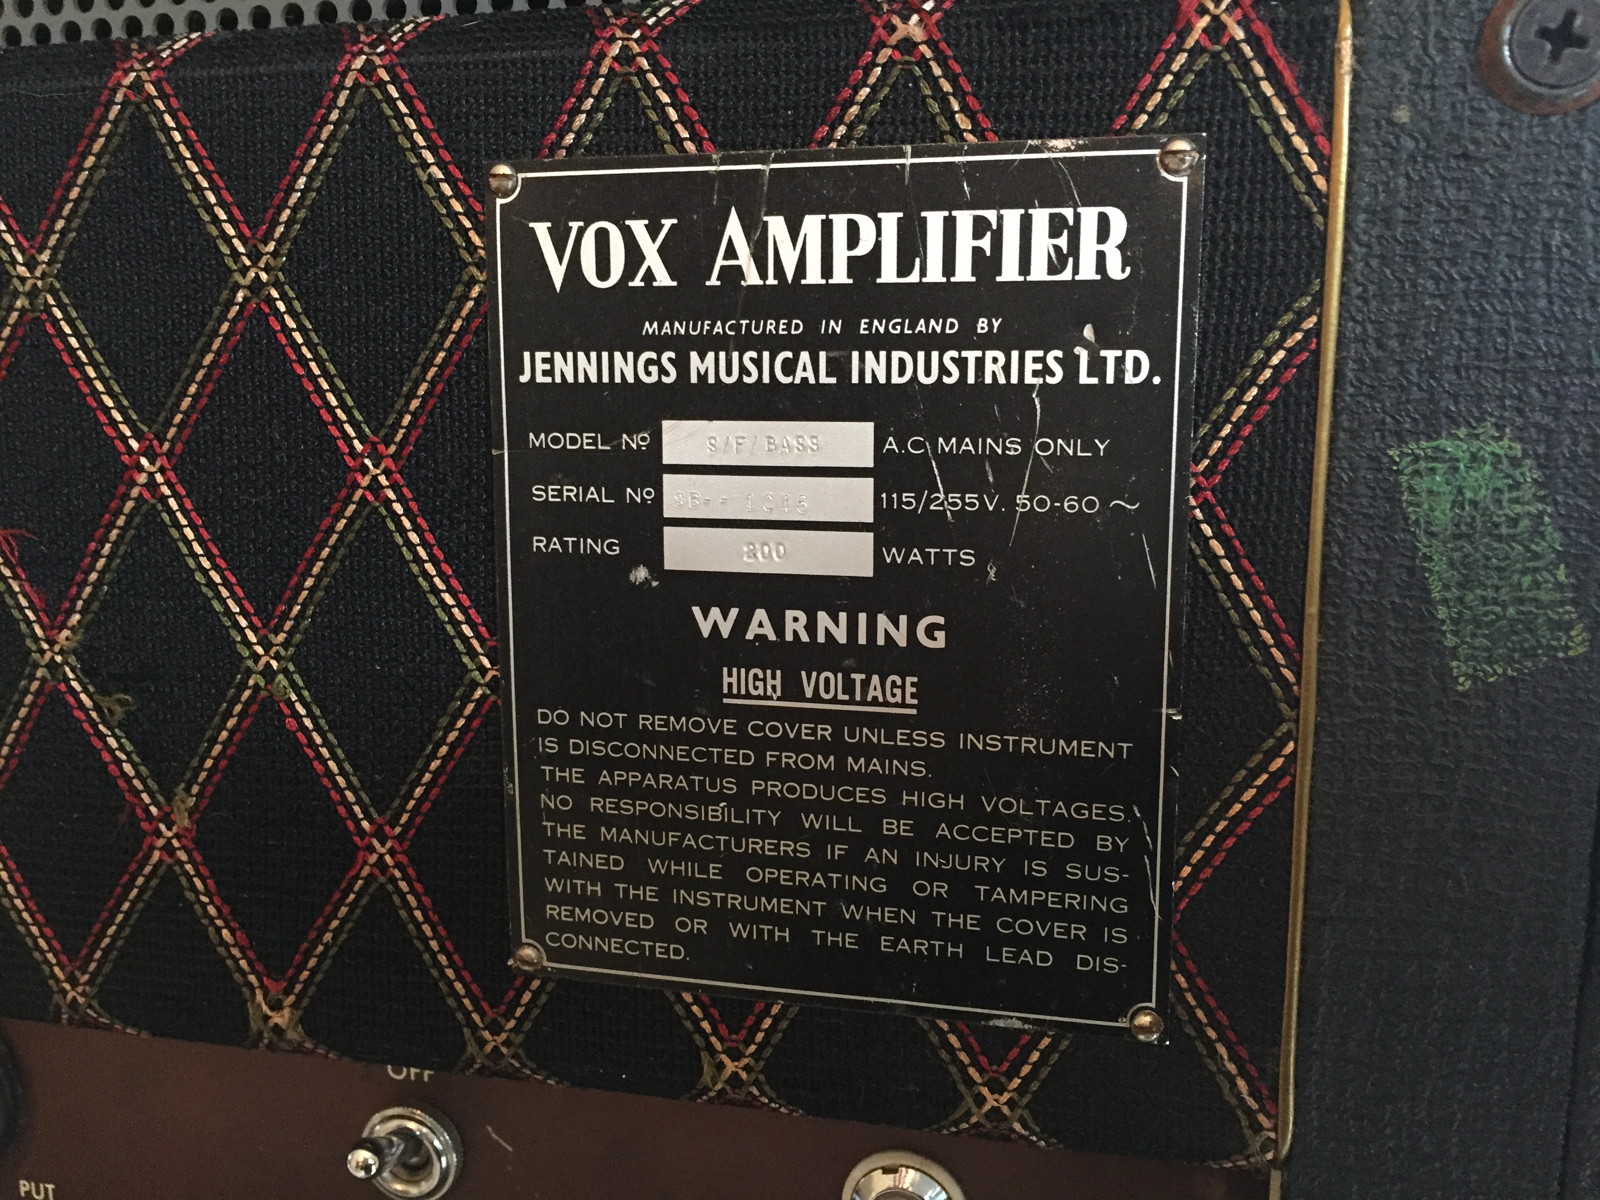 VOX AMPLIFIER
MANUFACTURED IN ENGLAND BY
JENNINGS MUSICAL INDUSTRIES LTD.
MODEL Nº S/F/BASS A.C. MAINS ONLY
SERIAL Nº 115/255V. 50-60 ~
RATING 200 WATTS
WARNING
HIGH VOLTAGE
DO NOT REMOVE COVER UNLESS INSTRUMENT
IS DISCONNECTED FROM MAINS.
THE APPARATUS PRODUCES HIGH VOLTAGES.
NO RESPONSIBILITY WILL BE ACCEPTED BY
THE MANUFACTURERS IF AN INJURY IS SUS-
TAINED WHILE OPERATING OR TAMPERING
WITH THE INSTRUMENT WHEN THE COVER IS
REMOVED OR WITH THE EARTH LEAD DIS-
CONNECTED.
OFF
PUT